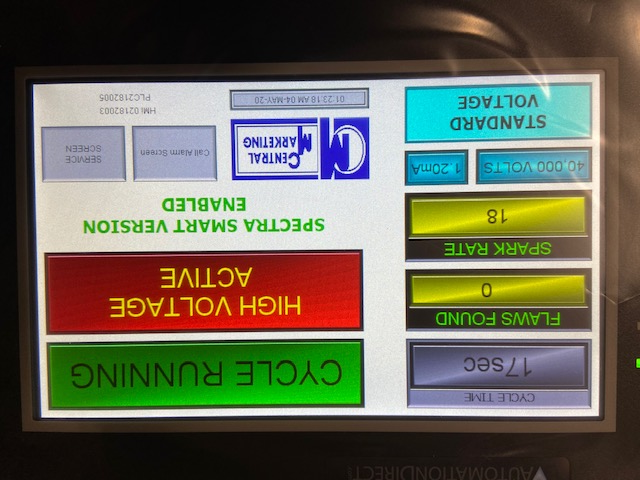 AUTOMATIONDIRECT
CYCLE TIME
17sec
CYCLE RUNNING
FLAWS FOUND
0
HIGH VOLTAGE
ACTIVE
SPARK RATE
18
SPECTRA SMART VERSION
ENABLED
40,000 VOLTS
1.20mA
CENTRAL
MARKETING
CM
Call Alarm Screen
SERVICE
SCREEN
STANDARD
VOLTAGE
01:23:18 AM 04-MAY-20
HMI 02182003
PLC2182005